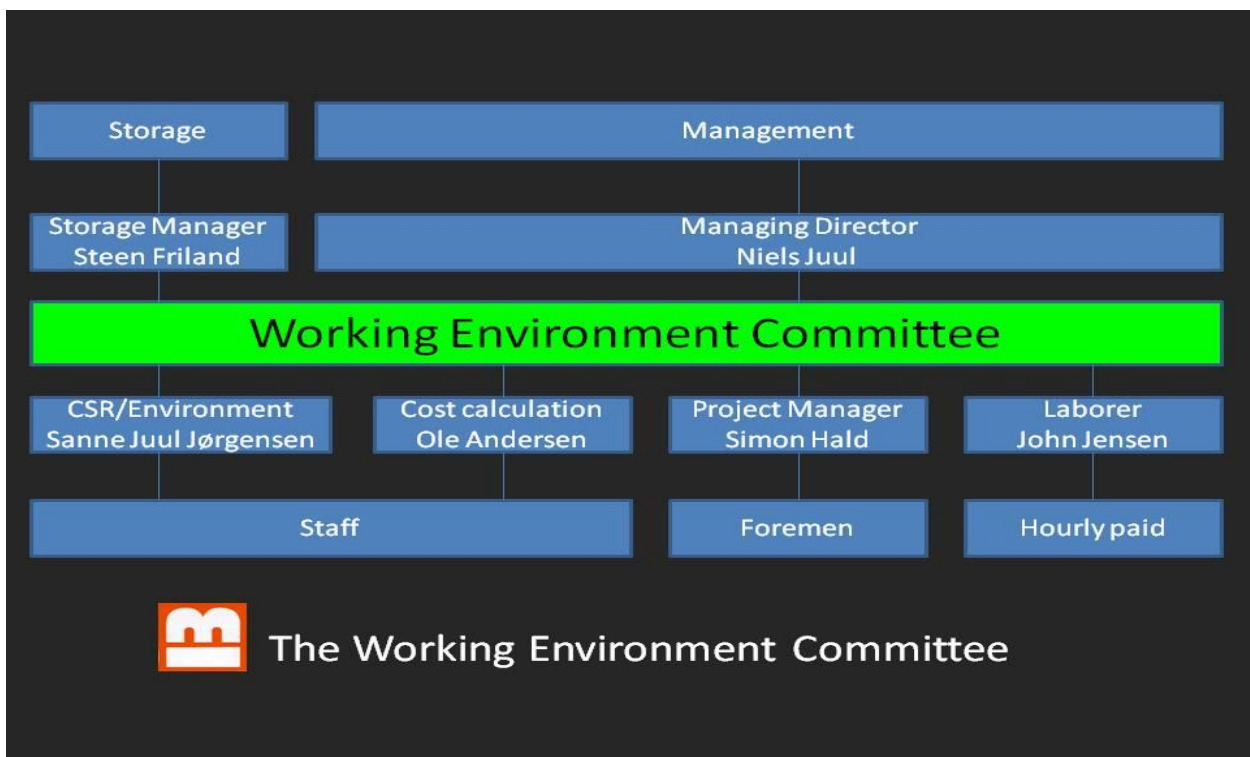 Storage
Management
Storage Manager
Steen Friland
Managing Director
Niels Juul
Working Environment Committee
CSR/Environment
Sanne Juul Jørgensen
Cost calculation
Ole Andersen
Project Manager
Simon Hald
Laborer
John Jensen
Staff
Foremen
Hourly paid
The Working Environment Committee